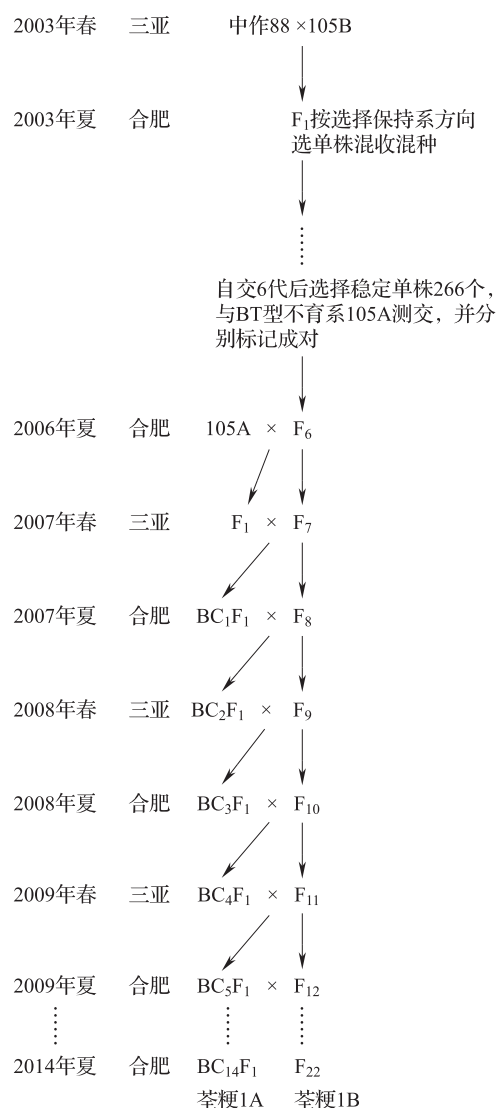 2003年春 三亚 中作88 ×105B
2003年夏 合肥 F₁按选择保持系方向
选单株混收混种
自交6代后选择稳定单株266个，
与BT型不育系105A测交，并分
别标记成对
2006年夏 合肥 105A × F₆
2007年春 三亚 F₁ × F₇
2007年夏 合肥 BC₁F₁ × F₈
2008年春 三亚 BC₂F₁ × F₉
2008年夏 合肥 BC₃F₁ × F₁₀
2009年春 三亚 BC₄F₁ × F₁₁
2009年夏 合肥 BC₅F₁ × F₁₂
2014年夏 合肥 BC₁₄F₁ F₂₂
荃粳1A 荃粳1B